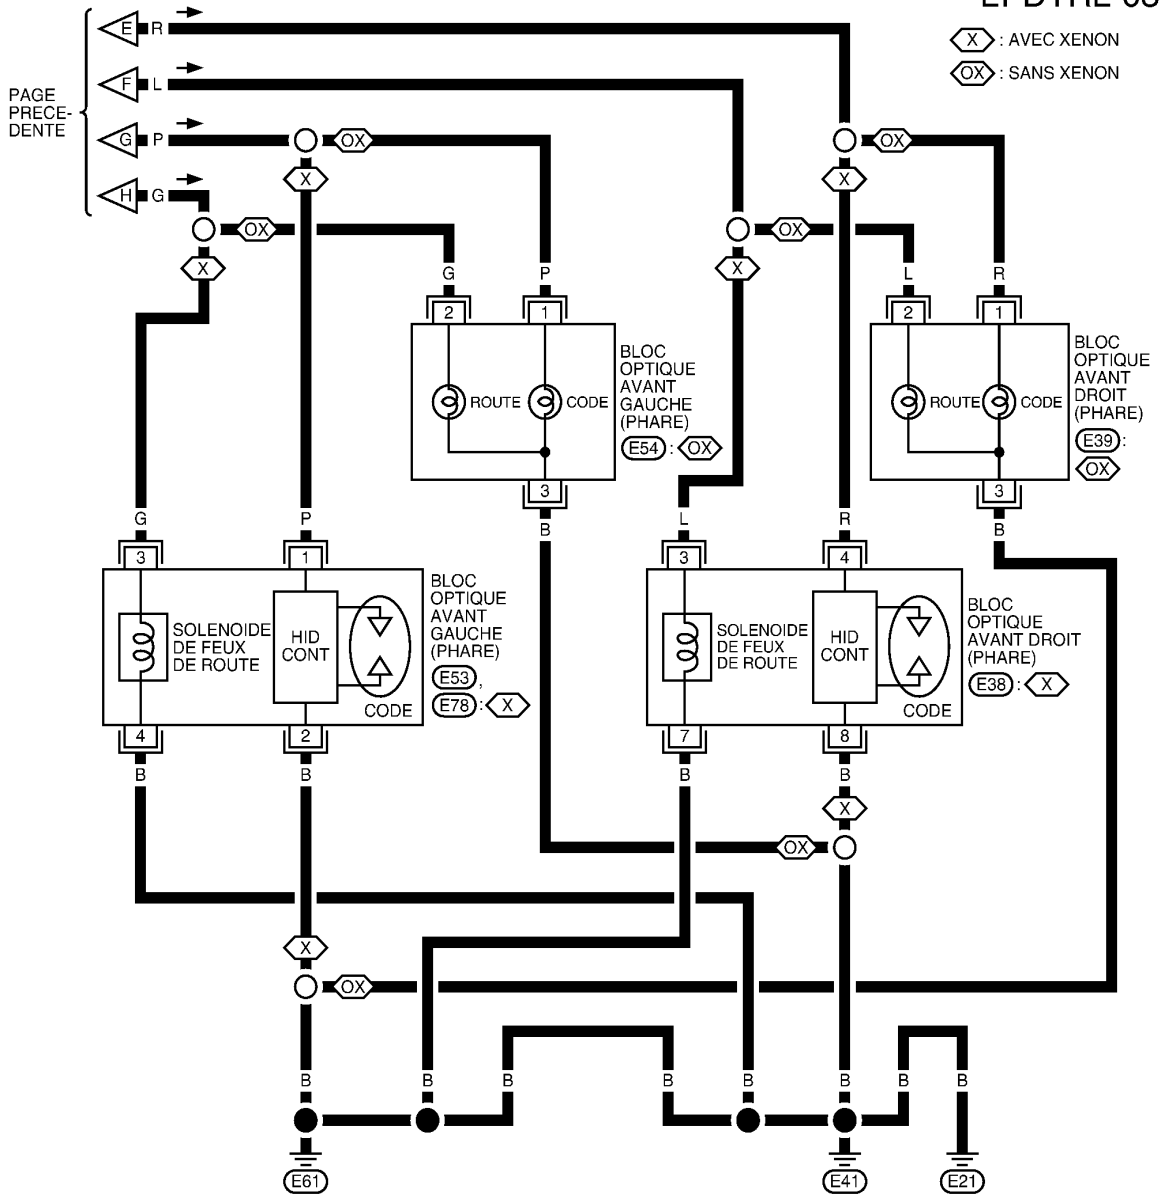 E R
X : AVEC XENON
F L
OX : SANS XENON
PAGE
PRECE-
DENTE
G P
OX
OX
X
X
H G
OX
OX
X
X
G
P
L
R
2
1
2
1
BLOC
OPTIQUE
AVANT
GAUCHE
(PHARE)
E54 : OX
ROUTE
CODE
BLOC
OPTIQUE
AVANT
DROIT
(PHARE)
E39 :
OX
ROUTE
CODE
3
3
B
B
G
P
L
R
3
1
3
4
SOLENOIDE
DE FEUX
DE ROUTE
HID
CONT
CODE
BLOC
OPTIQUE
AVANT
GAUCHE
(PHARE)
E53 ,
E78 : X
SOLENOIDE
DE FEUX
DE ROUTE
HID
CONT
CODE
BLOC
OPTIQUE
AVANT DROIT
(PHARE)
E38 : X
4
2
7
8
B
B
B
B
X
OX
X
OX
B
B
B
B
B
B
B
B
E61
E41
E21